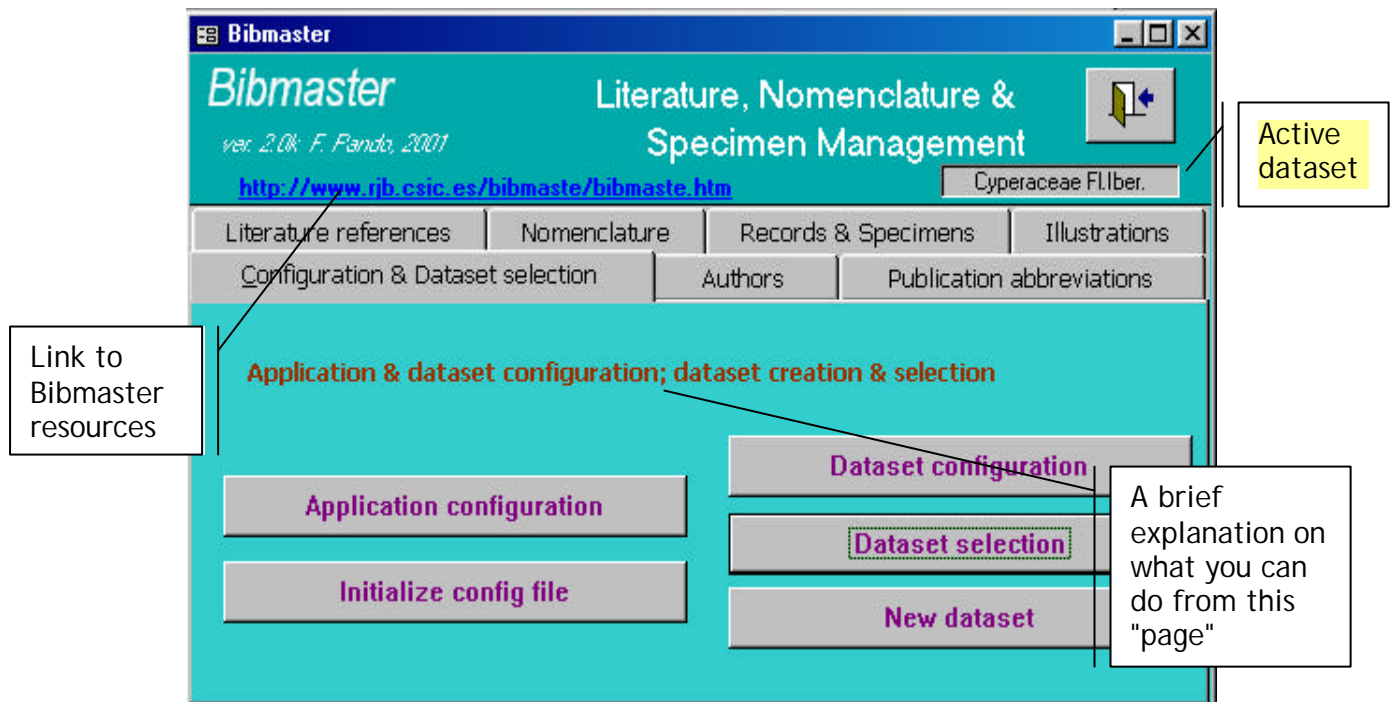 Bibmaster
Bibmaster
Literature, Nomenclature &
Specimen Management
ver. 2.0k F. Pando, 2001
http://www.rjb.csic.es/bibmaste/bibmaste.htm
Cyperaceae Fl.Iber.
Active
dataset
Literature references Nomenclature Records & Specimens Illustrations
Configuration & Dataset selection Authors Publication abbreviations
Link to
Bibmaster
resources
Application & dataset configuration; dataset creation & selection
Application configuration
Initialize config file
Dataset configuration
Dataset selection
New dataset
A brief
explanation on
what you can
do from this
"page"